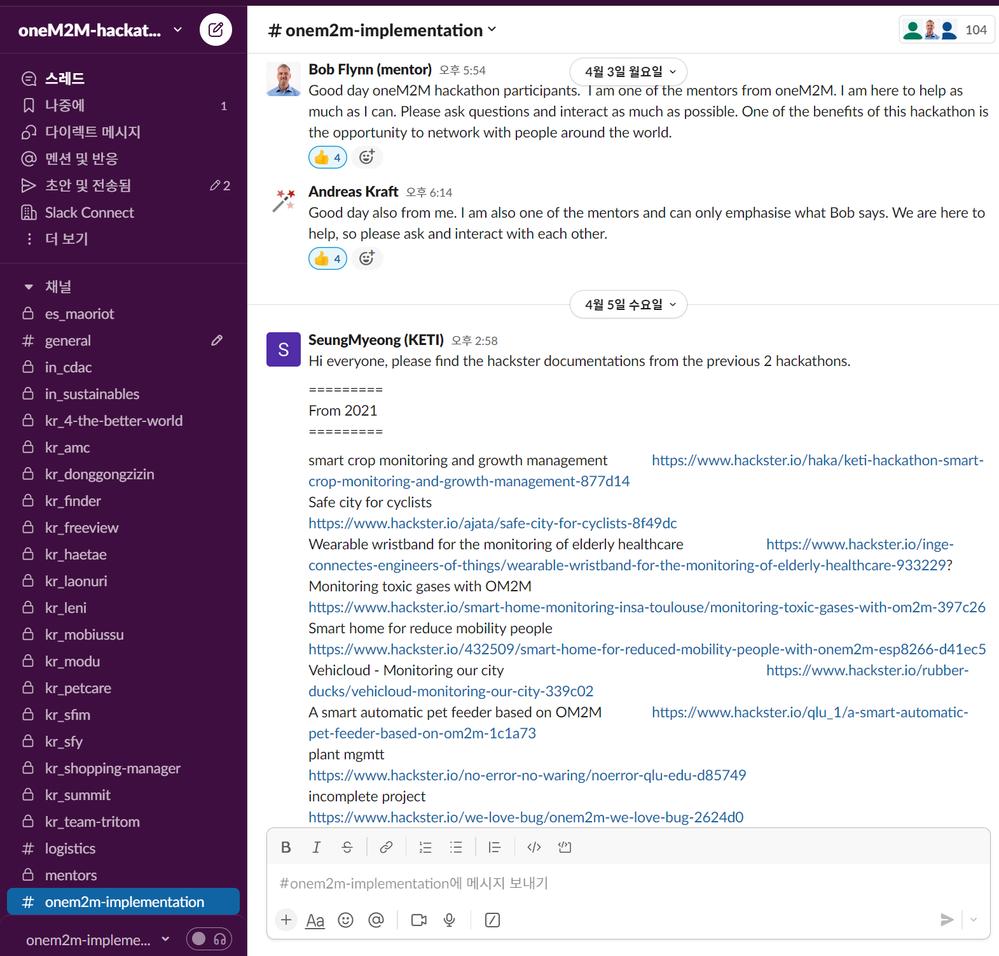 oneM2M-hackat...
스레드
나중에 1
다이렉트 메시지
멘션 및 반응
초안 및 전송됨 2
Slack Connect
더 보기
채널
es_maoriot
# general
in_cdac
in_sustainables
kr_4-the-better-world
kr_amc
kr_donggongzizin
kr_finder
kr_freeview
kr_haetae
kr_laonuri
kr_leni
kr_mobiussu
kr_modu
kr_petcare
kr_sfim
kr_sfy
kr_shopping-manager
kr_summit
kr_team-tritom
# logistics
mentors
# onem2m-implementation
onem2m-impleme...
# onem2m-implementation
104
4월 3일 월요일
Bob Flynn (mentor) 오후 5:54
Good day oneM2M hackathon participants. I am one of the mentors from oneM2M. I am here to help as
much as I can. Please ask questions and interact as much as possible. One of the benefits of this hackathon is
the opportunity to network with people around the world.
4
Andreas Kraft 오후 6:14
Good day also from me. I am also one of the mentors and can only emphasise what Bob says. We are here to
help, so please ask and interact with each other.
4
4월 5일 수요일
S
SeungMyeong (KETI) 오후 2:58
Hi everyone, please find the hackster documentations from the previous 2 hackathons.
=========
From 2021
=========
smart crop monitoring and growth management https://www.hackster.io/haka/keti-hackathon-smart-
crop-monitoring-and-growth-management-877d14
Safe city for cyclists
https://www.hackster.io/ajata/safe-city-for-cyclists-8f49dc
Wearable wristband for the monitoring of elderly healthcare https://www.hackster.io/inge-
connectes-engineers-of-things/wearable-wristband-for-the-monitoring-of-elderly-healthcare-933229?
Monitoring toxic gases with OM2M
https://www.hackster.io/smart-home-monitoring-insa-toulouse/monitoring-toxic-gases-with-om2m-397c26
Smart home for reduce mobility people
https://www.hackster.io/432509/smart-home-for-reduced-mobility-people-with-onem2m-esp8266-d41ec5
Vehicloud - Monitoring our city https://www.hackster.io/rubber-
ducks/vehicloud-monitoring-our-city-339c02
A smart automatic pet feeder based on OM2M https://www.hackster.io/qlu_1/a-smart-automatic-
pet-feeder-based-on-om2m-1c1a73
plant mgmtt
https://www.hackster.io/no-error-no-waring/noerror-qlu-edu-d85749
incomplete project
https://www.hackster.io/we-love-bug/onem2m-we-love-bug-2624d0
B I S
#onem2m-implementation에 메시지 보내기
Aa